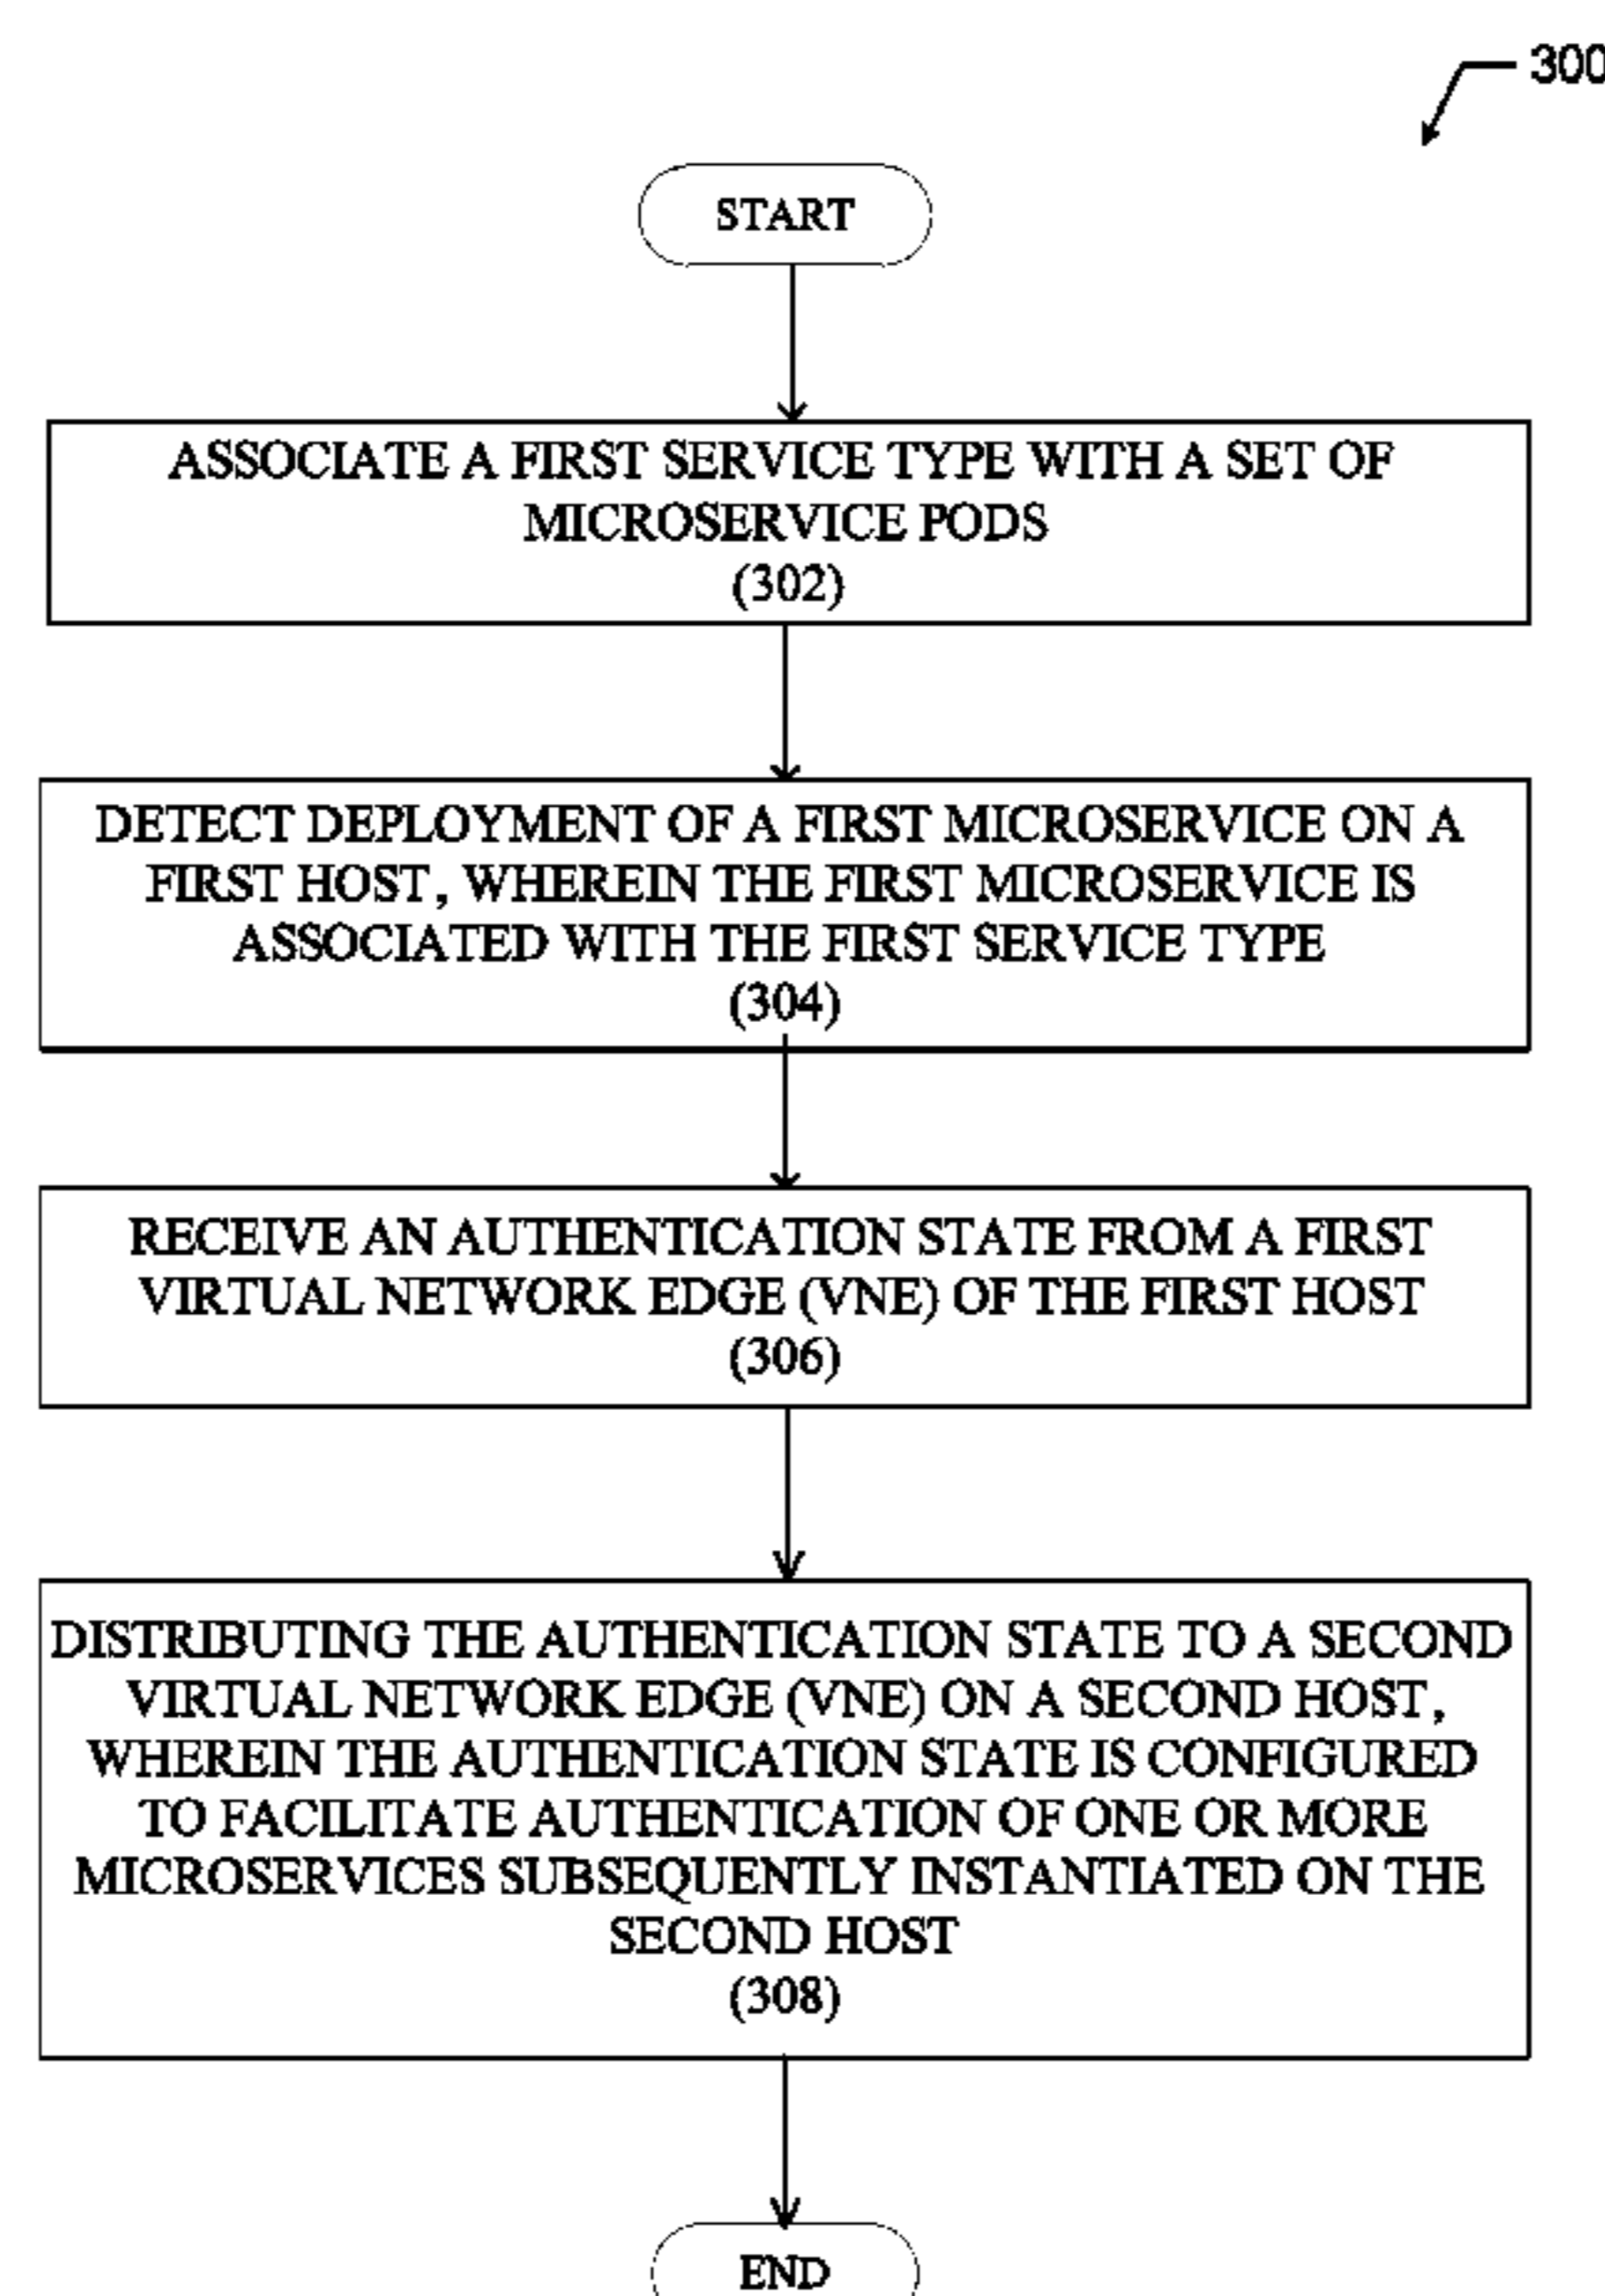 300
START
ASSOCIATE A FIRST SERVICE TYPE WITH A SET OF
MICROSERVICE PODS
(302)
DETECT DEPLOYMENT OF A FIRST MICROSERVICE ON A
FIRST HOST, WHEREIN THE FIRST MICROSERVICE IS
ASSOCIATED WITH THE FIRST SERVICE TYPE
(304)
RECEIVE AN AUTHENTICATION STATE FROM A FIRST
VIRTUAL NETWORK EDGE (VNE) OF THE FIRST HOST
(306)
DISTRIBUTING THE AUTHENTICATION STATE TO A SECOND
VIRTUAL NETWORK EDGE (VNE) ON A SECOND HOST,
WHEREIN THE AUTHENTICATION STATE IS CONFIGURED
TO FACILITATE AUTHENTICATION OF ONE OR MORE
MICROSERVICES SUBSEQUENTLY INSTANTIATED ON THE
SECOND HOST
(308)
END